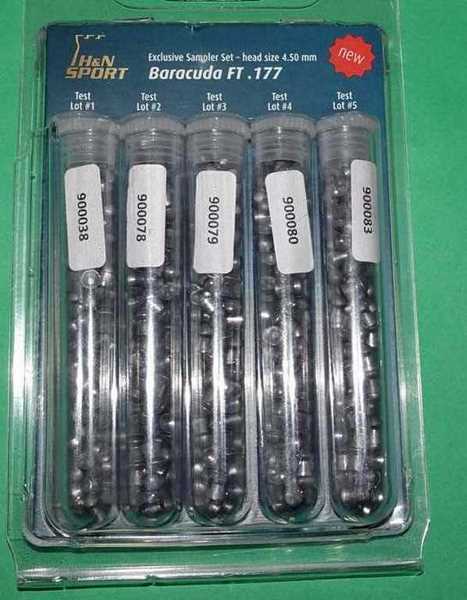 H&N
SPORT
Exclusive Sampler Set - head size 4.50 mm
Baracuda FT .177
new
Test
Lot #1
Test
Lot #2
Test
Lot #3
Test
Lot #4
Test
Lot #5
900038
900078
900079
900080
900083